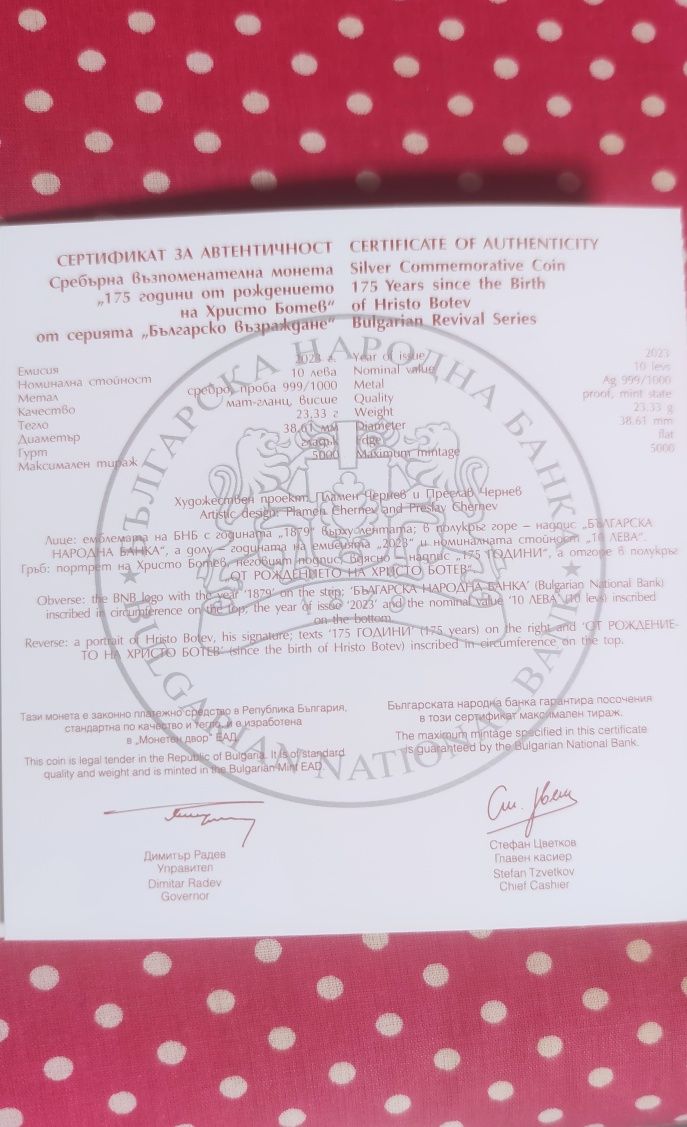 СЕРТИФИКАТ ЗА АВТЕНТИЧНОСТ
Сребърна възпоменателна монета
„175 години от рождението
на Христо Ботев“
от серията „Българско възраждане“
CERTIFICATE OF AUTHENTICITY
Silver Commemorative Coin
175 Years since the Birth
of Hristo Botev
Bulgarian Revival Series
Емисия 2023 г.
Номинална стойност 10 лева
Метал сребро, проба 999/1000
Качество мат-гланц, висше
Тегло 23,33 г
Диаметър 38,61 мм
Гурт гладък
Максимален тираж 5000
Year of issue 2023
Nominal value 10 levs
Metal Ag 999/1000
Quality proof, mint state
Weight 23.33 g
Diameter 38.61 mm
Edge flat
Maximum mintage 5000
Художествен проект: Пламен Чернев и Преслав Чернев
Artistic design: Plamen Chernev and Preslav Chernev
Лице: емблемата на БНБ с годината „1879“ върху лентата; в полукръг горе – надпис „БЪЛГАРСКА
НАРОДНА БАНКА“, а долу – годината на емисията „2023“ и номиналната стойност „10 ЛЕВА“.
Гръб: портрет на Христо Ботев, неговият подпис; вдясно – надпис „175 ГОДИНИ“, а отгоре в полукръг
„ОТ РОЖДЕНИЕТО НА ХРИСТО БОТЕВ“.
Obverse: the BNB logo with the year '1879' on the strip; 'БЪЛГАРСКА НАРОДНА БАНКА' (Bulgarian National Bank)
inscribed in circumference on the top; the year of issue '2023' and the nominal value '10 ЛЕВА' (10 levs) inscribed
on the bottom.
Reverse: a portrait of Hristo Botev, his signature; texts '175 ГОДИНИ' (175 years) on the right and 'ОТ РОЖДЕНИЕ-
ТО НА ХРИСТО БОТЕВ' (since the birth of Hristo Botev) inscribed in circumference on the top.
Тази монета е законно платежно средство в Република България,
стандартна по качество и тегло, и е изработена
в „Монетен двор“ ЕАД.
This coin is legal tender in the Republic of Bulgaria. It is of standard
quality and weight and is minted in the Bulgarian Mint EAD.
Българската народна банка гарантира посочения
в този сертификат максимален тираж.
The maximum mintage specified in this certificate
is guaranteed by the Bulgarian National Bank.
Димитър Радев
Управител
Dimitar Radev
Governor
Стефан Цветков
Главен касиер
Stefan Tzvetkov
Chief Cashier
БЪЛГАРСКА НАРОДНА БАНКА
BULGARIAN NATIONAL BANK